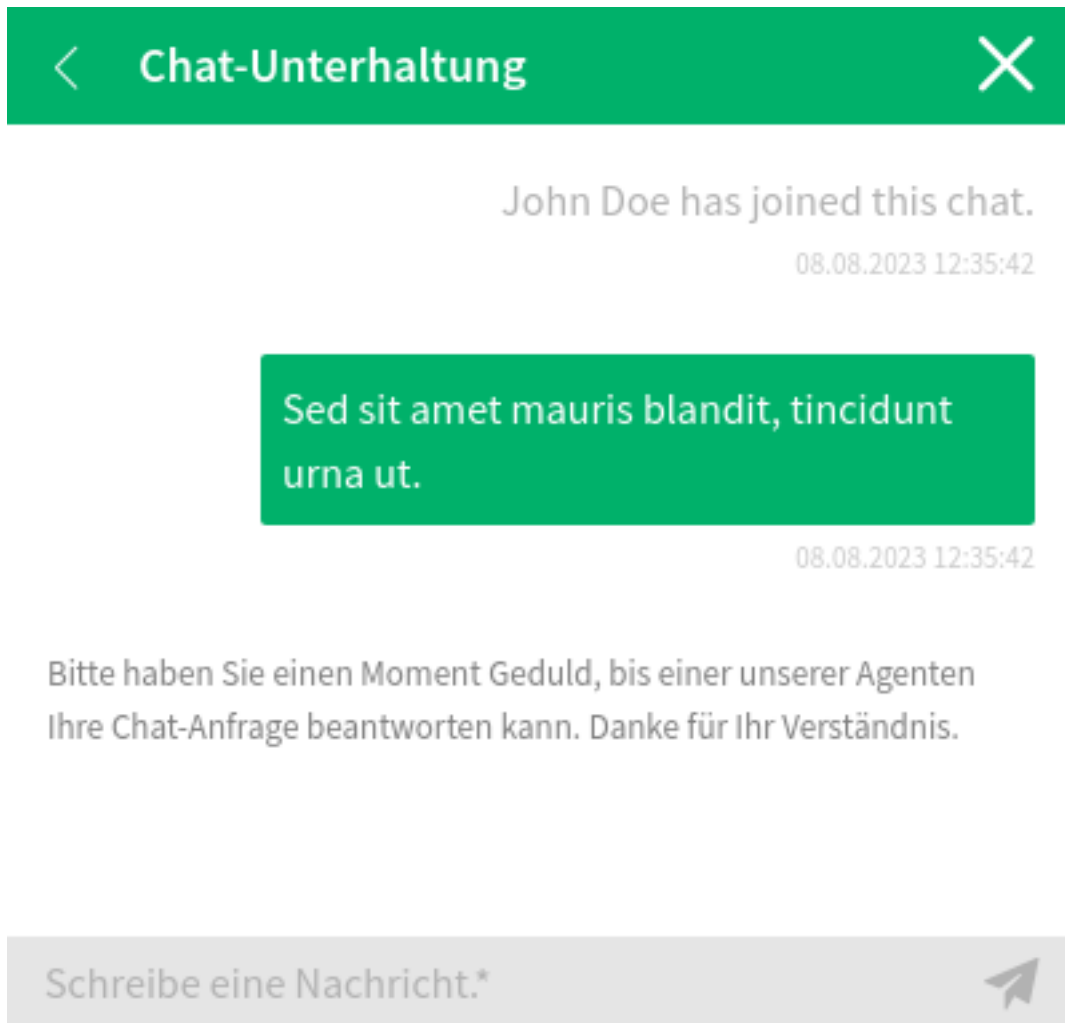 Chat-Unterhaltung
John Doe has joined this chat.
08.08.2023 12:35:42
Sed sit amet mauris blandit, tincidunt
urna ut.
08.08.2023 12:35:42
Bitte haben Sie einen Moment Geduld, bis einer unserer Agenten
Ihre Chat-Anfrage beantworten kann. Danke für Ihr Verständnis.
Schreibe eine Nachricht.*